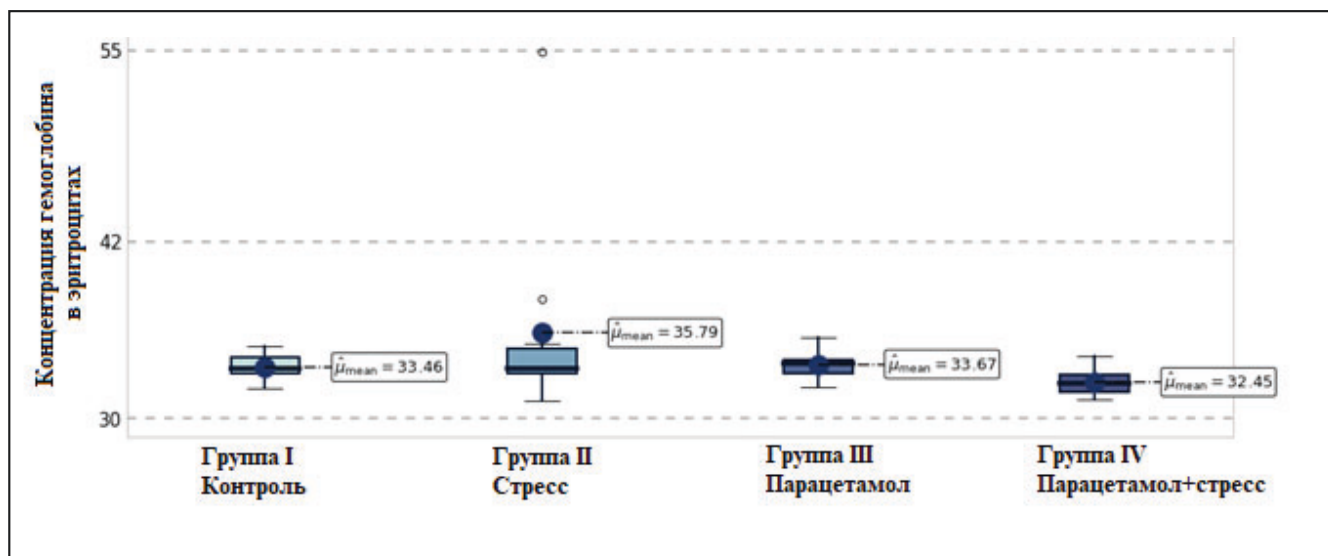 Концентрация гемоглобина
в эритроцитах
55
42
30
μ̂mean = 33.46
μ̂mean = 35.79
μ̂mean = 33.67
μ̂mean = 32.45
Группа I
Контроль
Группа II
Стресс
Группа III
Парацетамол
Группа IV
Парацетамол+стресс